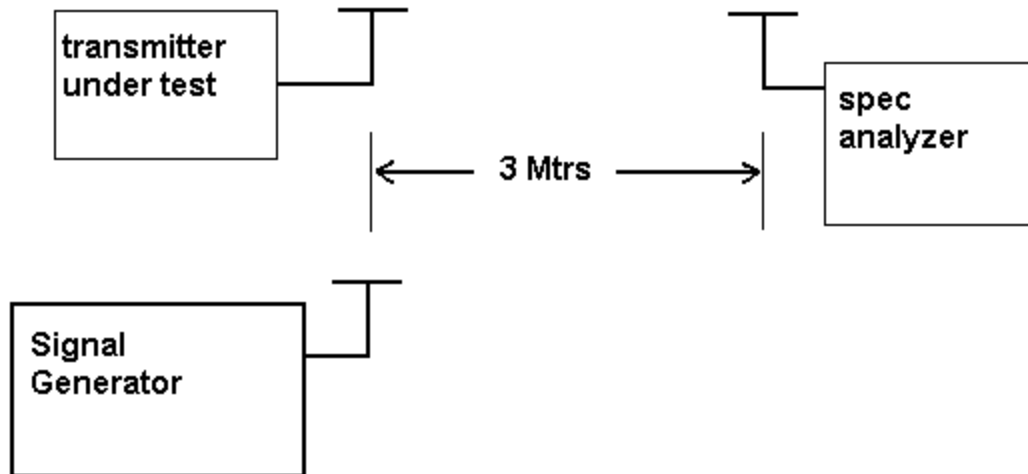 transmitter
under test
spec
analyzer
3 Mtrs
Signal
Generator